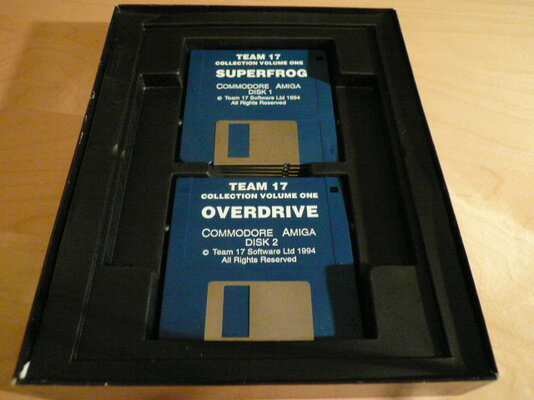 TEAM 17
COLLECTION VOLUME ONE
SUPERFROG
COMMODORE AMIGA
DISK 1
© Team 17 Software Ltd 1994
All Rights Reserved
TEAM 17
COLLECTION VOLUME ONE
OVERDRIVE
COMMODORE AMIGA
DISK 2
© Team 17 Software Ltd 1994
All Rights Reserved